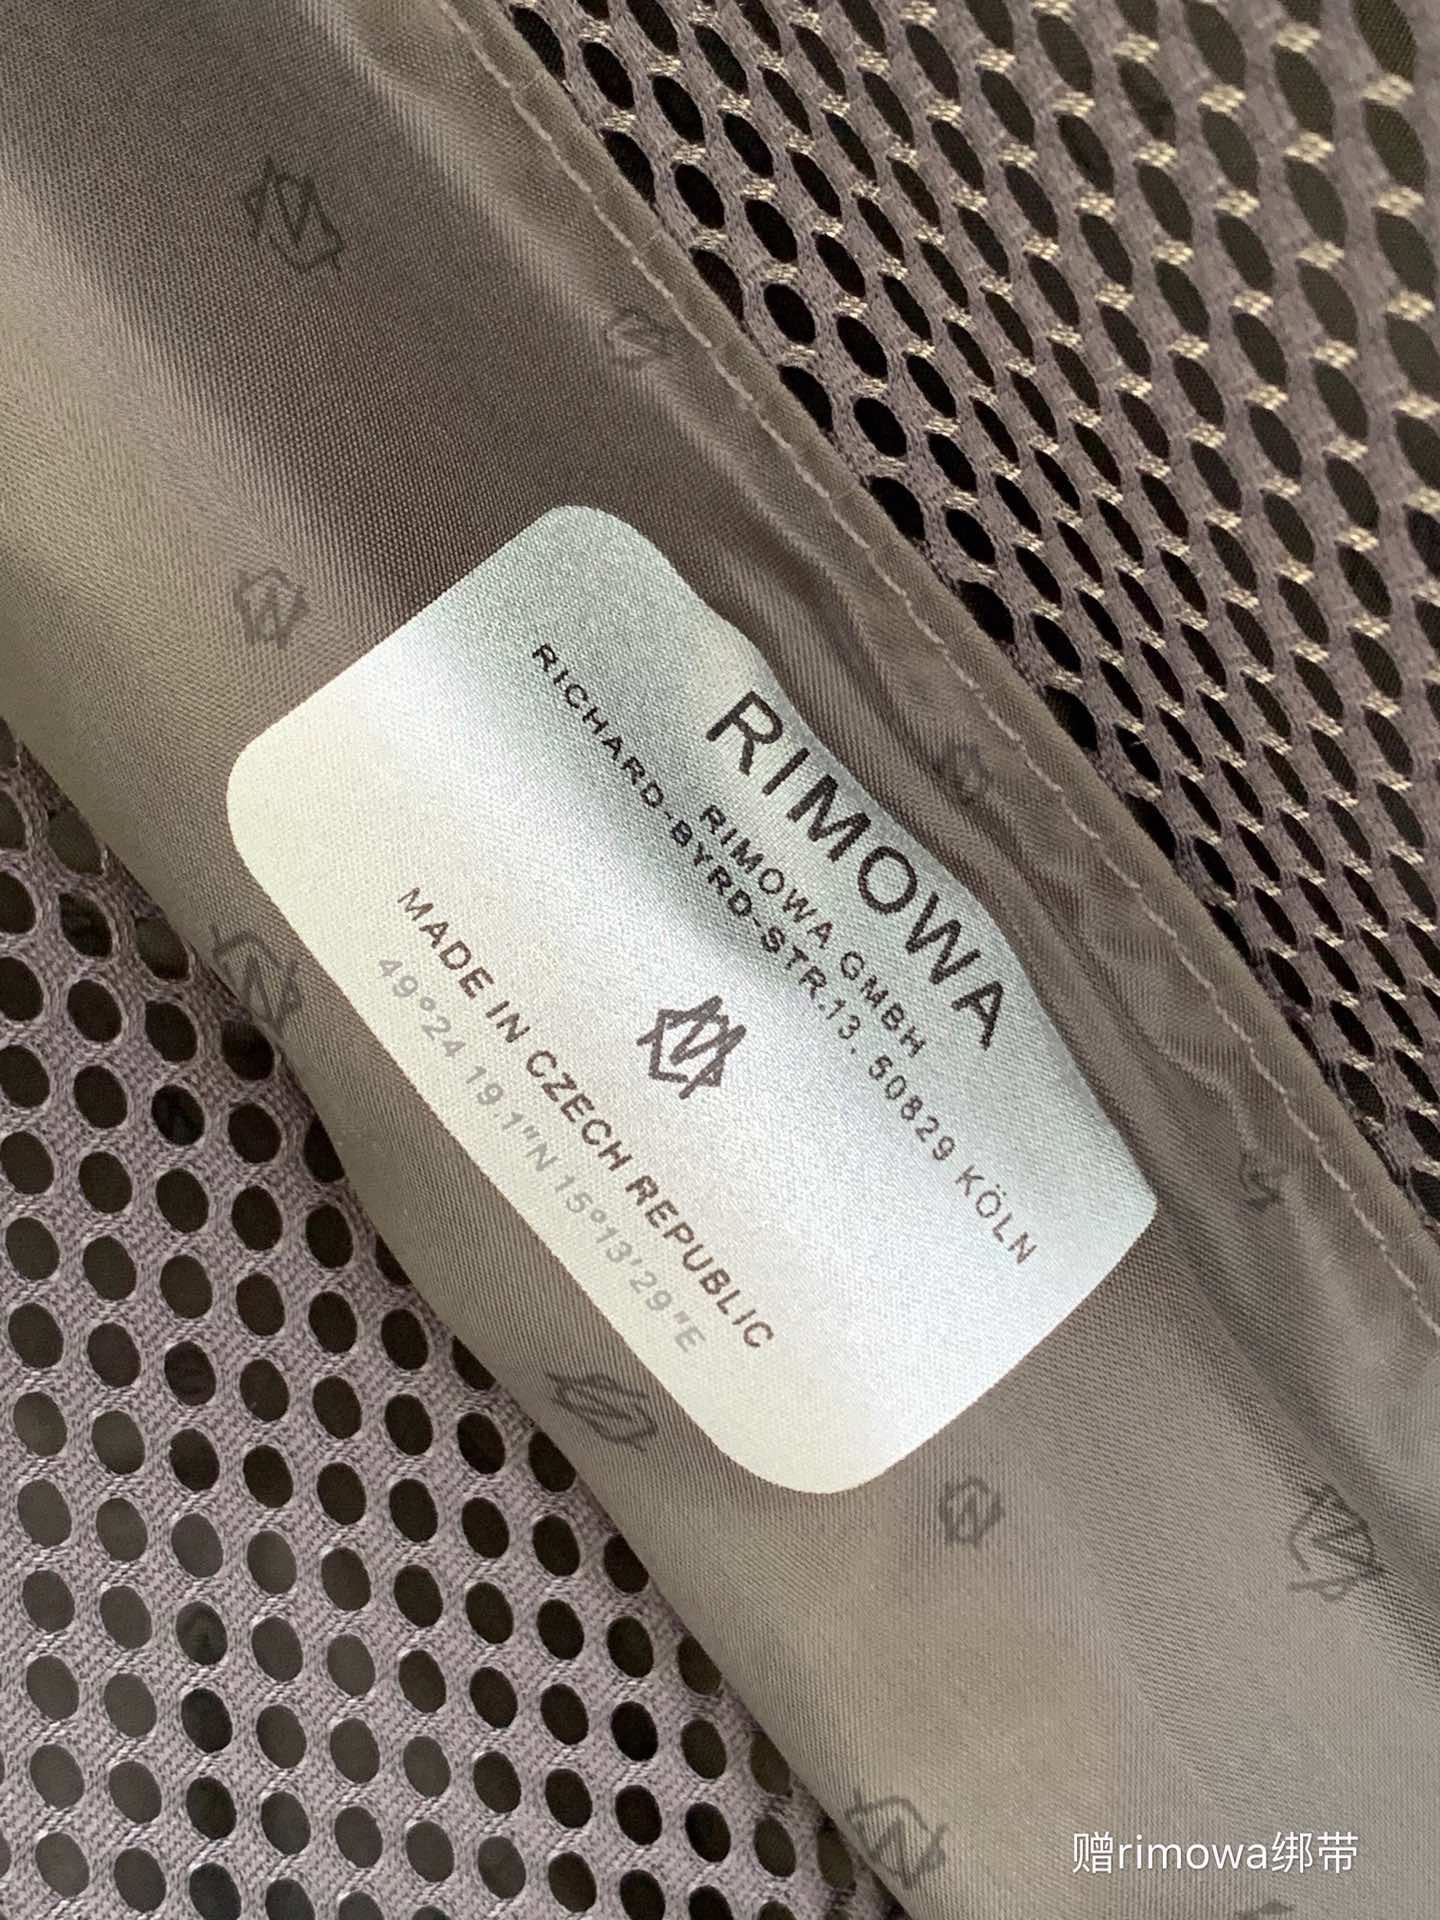 RIMOWA
RIMOWA GMBH
RICHARD-BYRD-STR.13. 50829 KÖLN
MADE IN CZECH REPUBLIC
49°24 19.1"N 15°13'29"E
赠rimowa绑带